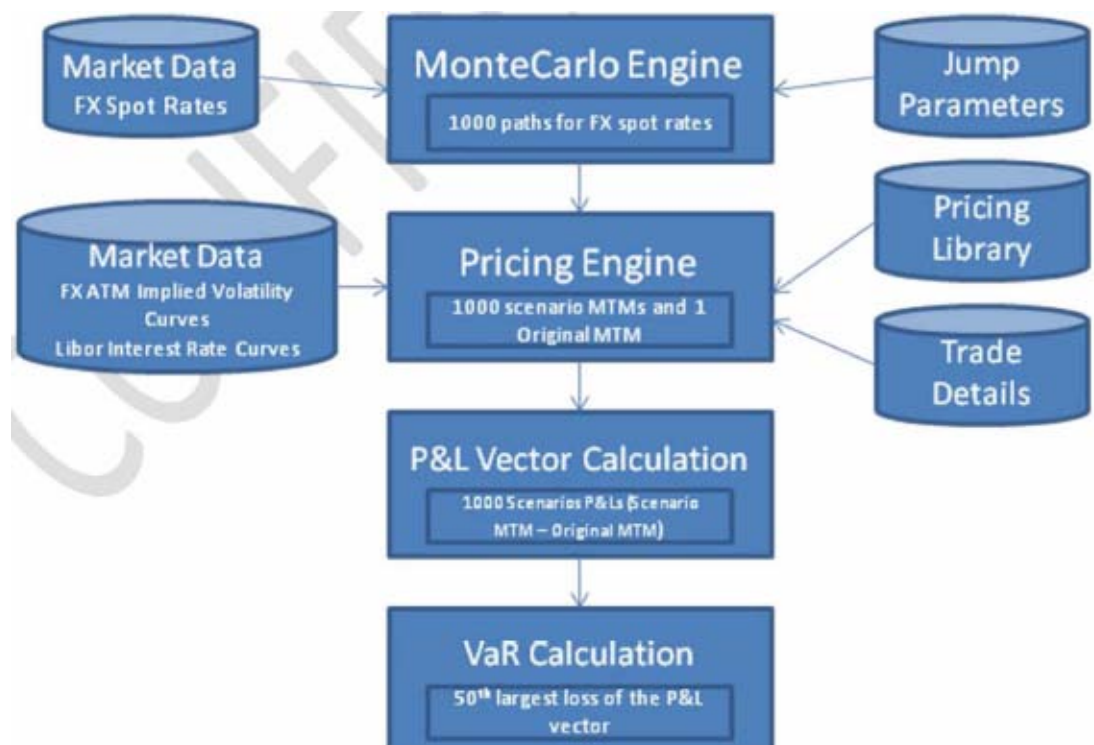 Market Data
FX Spot Rates
MonteCarlo Engine
1000 paths for FX spot rates
Jump
Parameters
Market Data
FX ATM Implied Volatility
Curves
Libor Interest Rate Curves
Pricing Engine
1000 scenario MTMs and 1
Original MTM
Pricing
Library
Trade
Details
P&L Vector Calculation
1000 Scenarios P&Ls (Scenario
MTM – Original MTM)
VaR Calculation
50th largest loss of the P&L
vector